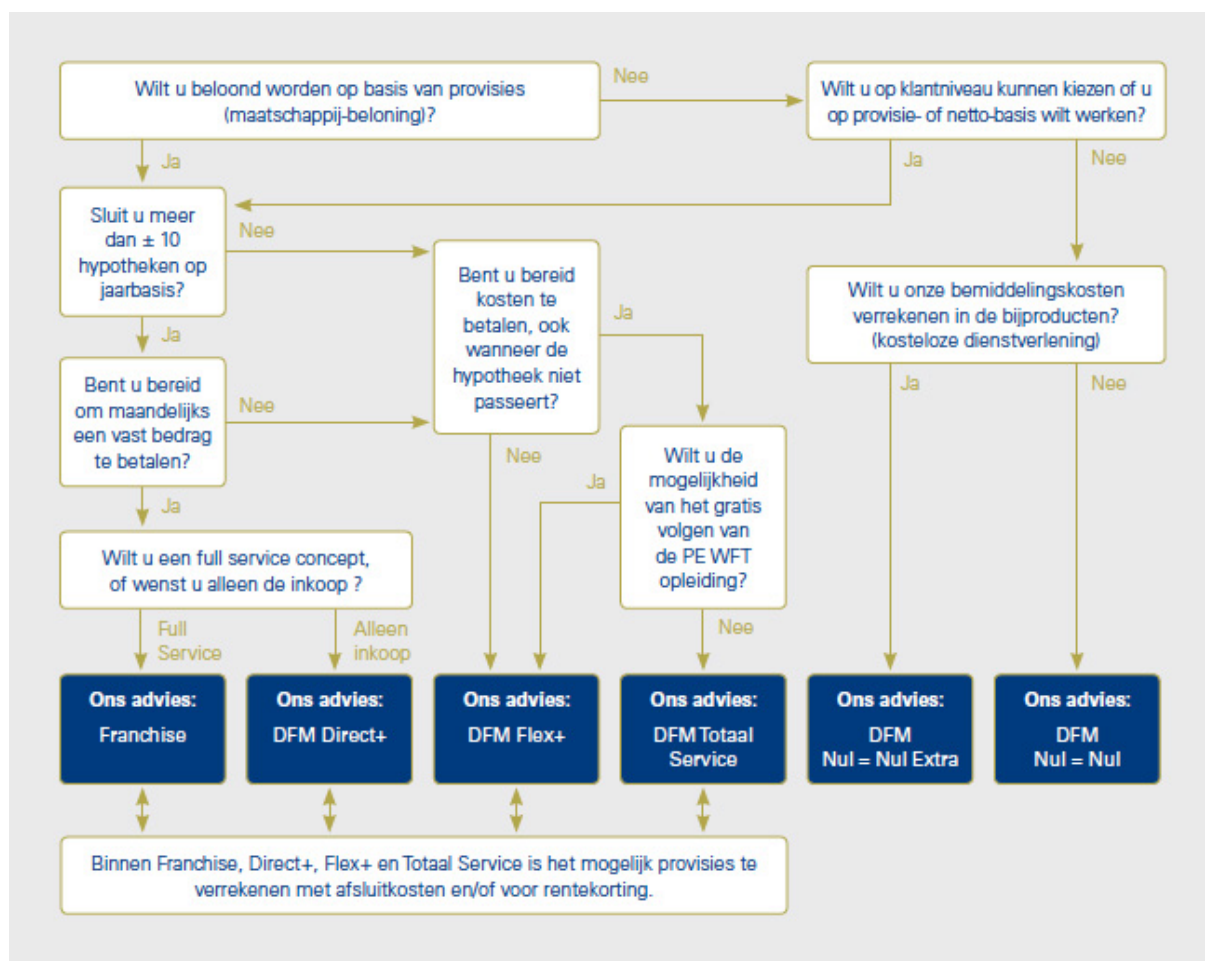 Wilt u beloond worden op basis van provisies
(maatschappij-beloning)?
Nee
Wilt u op klantniveau kunnen kiezen of u
op provisie- of netto-basis wilt werken?
Ja
Ja
Nee
Sluit u meer
dan ± 10
hypotheken op
jaarbasis?
Nee
Bent u bereid
kosten te
betalen, ook
wanneer de
hypotheek niet
passeert?
Ja
Wilt u onze bemiddelingskosten
verrekenen in de bijproducten?
(kosteloze dienstverlening)
Ja
Bent u bereid
om maandelijks
een vast bedrag
te betalen?
Nee
Ja
Nee
Nee
Ja
Wilt u de
mogelijkheid
van het gratis
volgen van
de PE WFT
opleiding?
Ja
Wilt u een full service concept,
of wenst u alleen de inkoop ?
Full
Service
Alleen
inkoop
Nee
Ons advies:
Franchise
Ons advies:
DFM Direct+
Ons advies:
DFM Flex+
Ons advies:
DFM Totaal
Service
Ons advies:
DFM
Nul = Nul Extra
Ons advies:
DFM
Nul = Nul
Binnen Franchise, Direct+, Flex+ en Totaal Service is het mogelijk provisies te
verrekenen met afsluitkosten en/of voor rentekorting.